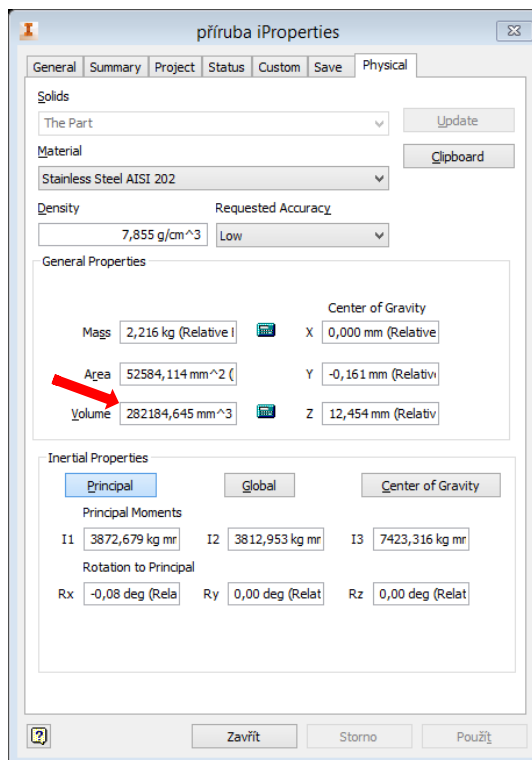 příruba iProperties
General Summary Project Status Custom Save Physical
Solids
The Part Update
Material Clipboard
Stainless Steel AISI 202
Density Requested Accuracy
7,855 g/cm^3 Low
General Properties
Center of Gravity
Mass 2,216 kg (Relative X 0,000 mm (Relative
Area 52584,114 mm^2 ( Y -0,161 mm (Relativ
Volume 282184,645 mm^3 Z 12,454 mm (Relativ
Inertial Properties
Principal Global Center of Gravity
Principal Moments
I1 3872,679 kg mr I2 3812,953 kg mr I3 7423,316 kg mr
Rotation to Principal
Rx -0,08 deg (Rela Ry 0,00 deg (Relat Rz 0,00 deg (Relat
Zavřít Storno Použít